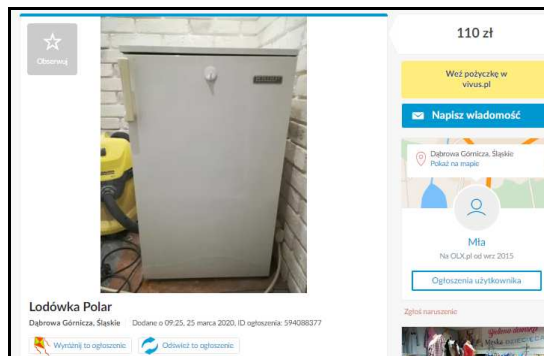 Obserwuj
110 zł
Weź pożyczkę w
vivus.pl
Napisz wiadomość
Dąbrowa Górnicza, Śląskie
Pokaż na mapie
Mła
Na OLX.pl od wrz 2015
Ogłoszenia użytkownika
Zgłoś naruszenie
Lodówka Polar
Dąbrowa Górnicza, Śląskie Dodane o 09:25, 25 marca 2020, ID ogłoszenia: 594088377
Wyróżnij to ogłoszenie Odśwież to ogłoszenie